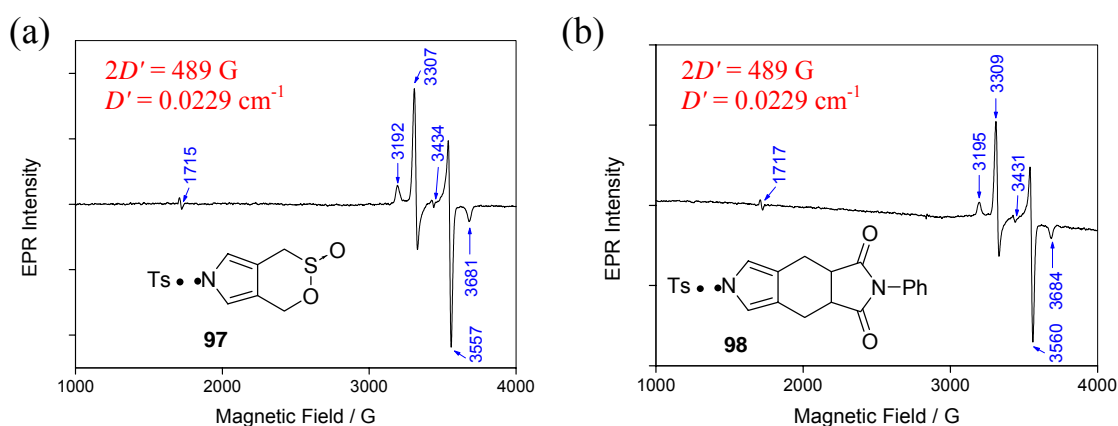 (a)
2D' = 489 G
D' = 0.0229 cm⁻¹
1715
3192
3307
3434
3681
3557
EPR Intensity
Ts • • N
S
O
O
97
1000 2000 3000 4000
Magnetic Field / G
(b)
2D' = 489 G
D' = 0.0229 cm⁻¹
1717
3195
3309
3431
3684
3560
EPR Intensity
Ts • • N
O
N Ph
O
98
1000 2000 3000 4000
Magnetic Field / G